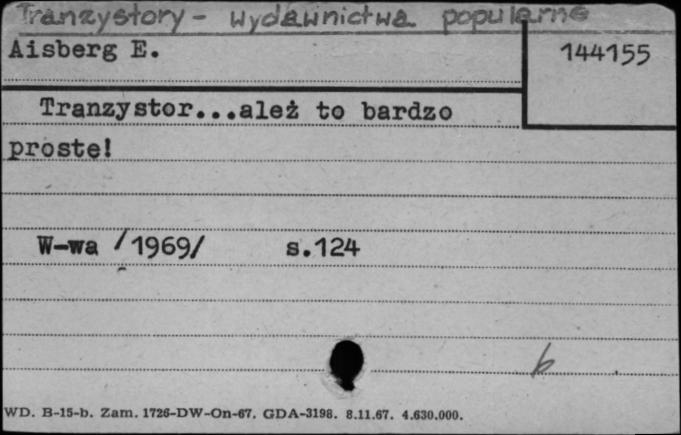 Tranzystory - wydawnictwa popularne
Aisberg E.
144155
Tranzystor...ależ to bardzo
proste!
W-wa /1969/ s.124
b
WD. B-15-b. Zam. 1726-DW-On-67. GDA-3198. 8.11.67. 4.630.000.